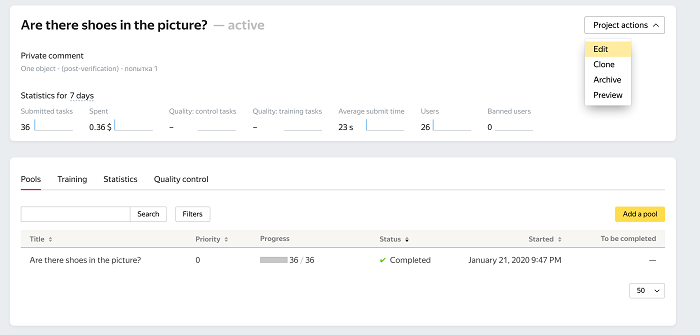 Are there shoes in the picture? — active
Project actions
Edit
Clone
Archive
Preview
Private comment
One object - (post-verification) - попытка 1
Statistics for 7 days
Submitted tasks Spent Quality: control tasks Quality: training tasks Average submit time Users Banned users
36 0.36 $ – – 23 s 26 0
Pools Training Statistics Quality control
Search Filters Add a pool
Title Priority Progress Status Started To be completed
Are there shoes in the picture? 0 36 / 36 Completed January 21, 2020 9:47 PM —
50